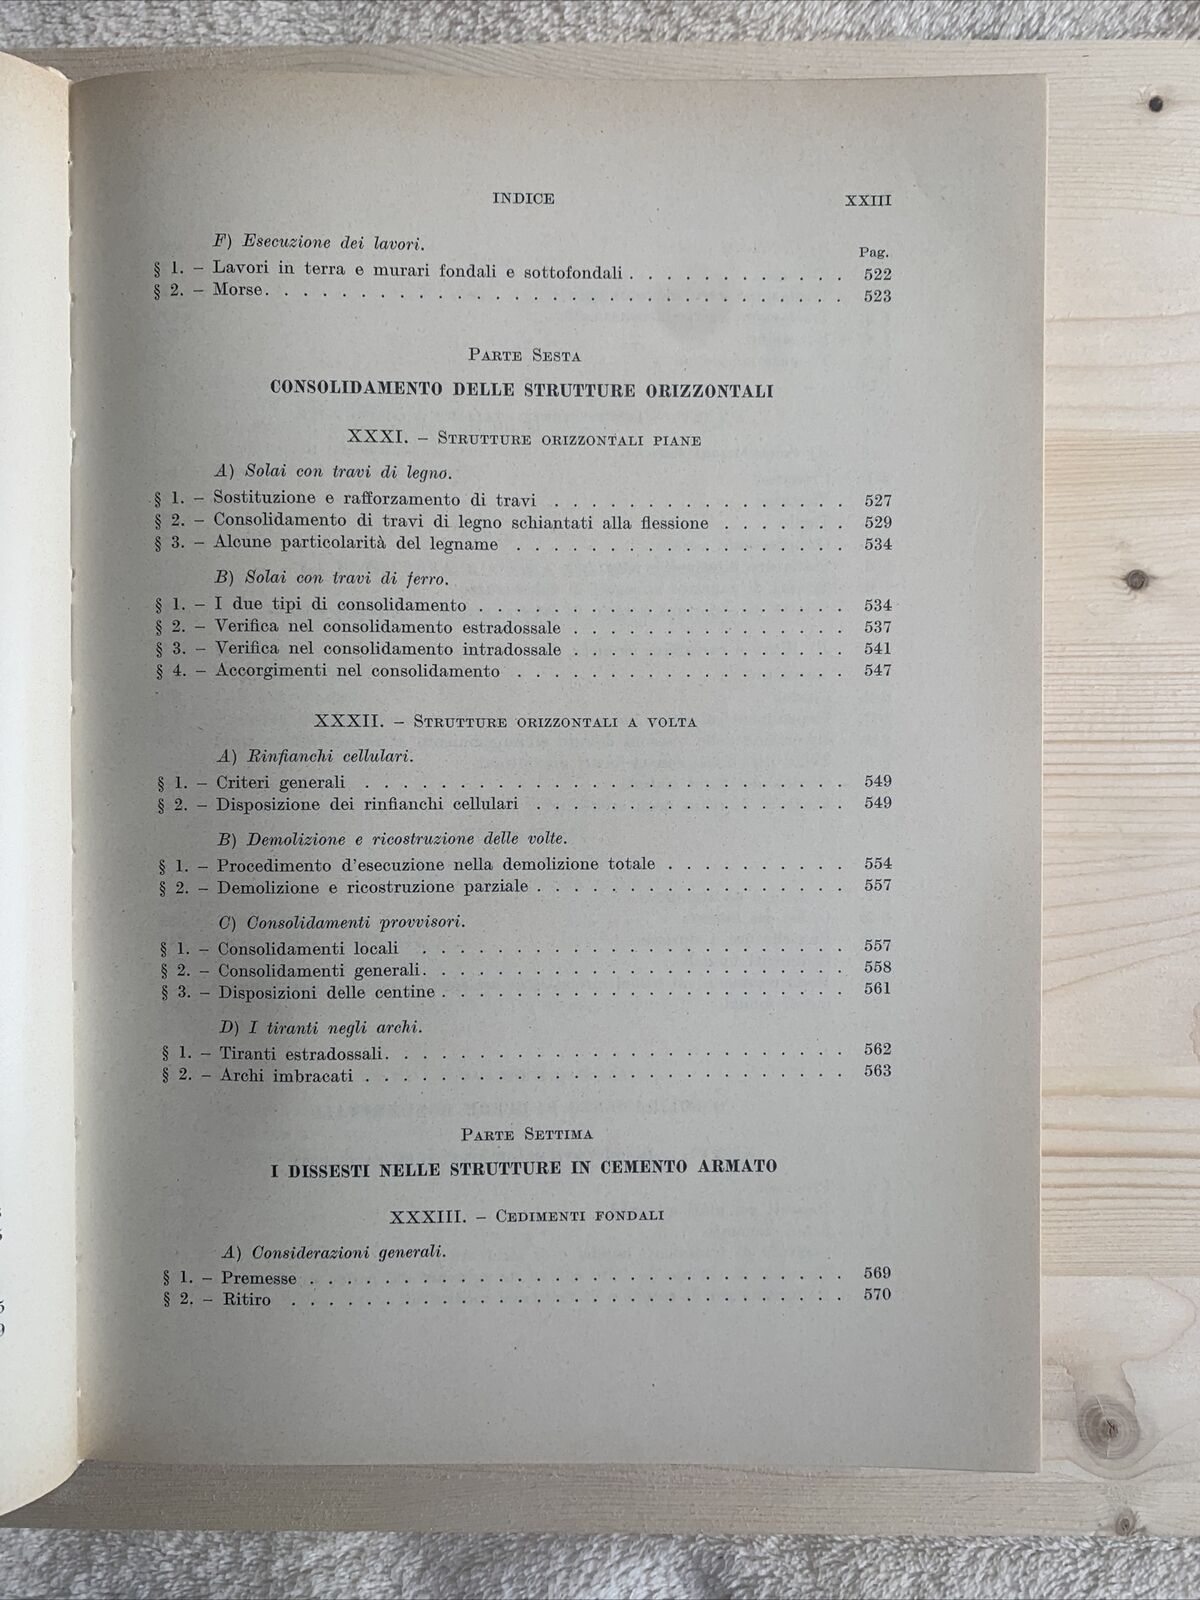 INDICE XXIII
F) Esecuzione dei lavori.
Pag.
§ 1. – Lavori in terra e murari fondali e sottofondali . . . . . . . . . . . . 522
§ 2. – Morse. . . . . . . . . . . . . . . . . . . . . . . . . . . . . . . 523
PARTE SESTA
CONSOLIDAMENTO DELLE STRUTTURE ORIZZONTALI
XXXI. – STRUTTURE ORIZZONTALI PIANE
A) Solai con travi di legno.
§ 1. – Sostituzione e rafforzamento di travi . . . . . . . . . . . . . . . . 527
§ 2. – Consolidamento di travi di legno schiantati alla flessione . . . . . . . 529
§ 3. – Alcune particolarità del legname . . . . . . . . . . . . . . . . . . 534
B) Solai con travi di ferro.
§ 1. – I due tipi di consolidamento . . . . . . . . . . . . . . . . . . . . 534
§ 2. – Verifica nel consolidamento estradossale . . . . . . . . . . . . . . . 537
§ 3. – Verifica nel consolidamento intradossale . . . . . . . . . . . . . . . 541
§ 4. – Accorgimenti nel consolidamento . . . . . . . . . . . . . . . . . . 547
XXXII. – STRUTTURE ORIZZONTALI A VOLTA
A) Rinfianchi cellulari.
§ 1. – Criteri generali . . . . . . . . . . . . . . . . . . . . . . . . . . 549
§ 2. – Disposizione dei rinfianchi cellulari . . . . . . . . . . . . . . . . . 549
B) Demolizione e ricostruzione delle volte.
§ 1. – Procedimento d'esecuzione nella demolizione totale . . . . . . . . . . 554
§ 2. – Demolizione e ricostruzione parziale . . . . . . . . . . . . . . . . . 557
C) Consolidamenti provvisori.
§ 1. – Consolidamenti locali . . . . . . . . . . . . . . . . . . . . . . . 557
§ 2. – Consolidamenti generali. . . . . . . . . . . . . . . . . . . . . . . 558
§ 3. – Disposizioni delle centine . . . . . . . . . . . . . . . . . . . . . . 561
D) I tiranti negli archi.
§ 1. – Tiranti estradossali. . . . . . . . . . . . . . . . . . . . . . . . . 562
§ 2. – Archi imbracati . . . . . . . . . . . . . . . . . . . . . . . . . . 563
PARTE SETTIMA
I DISSESTI NELLE STRUTTURE IN CEMENTO ARMATO
XXXIII. – CEDIMENTI FONDALI
A) Considerazioni generali.
§ 1. – Premesse . . . . . . . . . . . . . . . . . . . . . . . . . . . . . 569
§ 2. – Ritiro . . . . . . . . . . . . . . . . . . . . . . . . . . . . . . 570